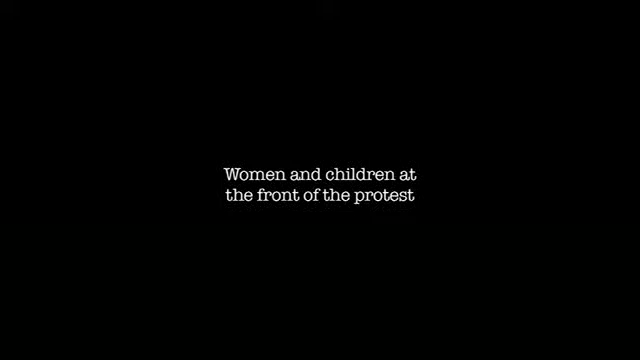 Women and children at
the front of the protest